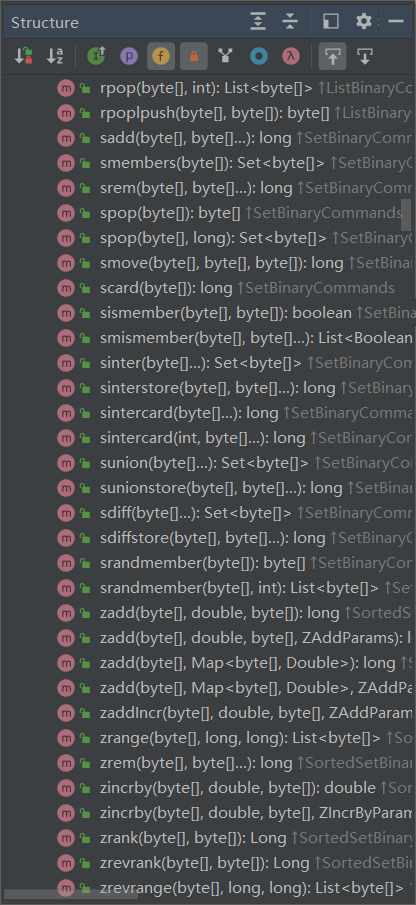 Structure
rpop(byte[], int): List<byte[]> ↑ListBinaryCo
rpoplpush(byte[], byte[]): byte[] ↑ListBinary
sadd(byte[], byte[]...): long ↑SetBinaryCom
smembers(byte[]): Set<byte[]> ↑SetBinaryC
srem(byte[], byte[]...): long ↑SetBinaryComr
spop(byte[]): byte[] ↑SetBinaryCommands
spop(byte[], long): Set<byte[]> ↑SetBinary
smove(byte[], byte[], byte[]): long ↑SetBinar
scard(byte[]): long ↑SetBinaryCommands
sismember(byte[], byte[]): boolean ↑SetBina
smismember(byte[], byte[]...): List<Boolean
sinter(byte[]...): Set<byte[]> ↑SetBinaryCom
sinterstore(byte[], byte[]...): long ↑SetBinary
sintercard(byte[]...): long ↑SetBinaryComma
sintercard(int, byte[]...): long ↑SetBinaryCo
sunion(byte[]...): Set<byte[]> ↑SetBinaryCo
sunionstore(byte[], byte[]...): long ↑SetBinar
sdiff(byte[]...): Set<byte[]> ↑SetBinaryComm
sdiffstore(byte[], byte[]...): long ↑SetBinaryC
srandmember(byte[]): byte[] ↑SetBinaryCo
srandmember(byte[], int): List<byte[]> ↑Se
zadd(byte[], double, byte[]): long ↑SortedS
zadd(byte[], double, byte[], ZAddParams): l
zadd(byte[], Map<byte[], Double>): long ↑S
zadd(byte[], Map<byte[], Double>, ZAddPa
zaddIncr(byte[], double, byte[], ZAddParam
zrange(byte[], long, long): List<byte[]> ↑So
zrem(byte[], byte[]...): long ↑SortedSetBinar
zincrby(byte[], double, byte[]): double ↑Sor
zincrby(byte[], double, byte[], ZIncrByParam
zrank(byte[], byte[]): Long ↑SortedSetBinary
zrevrank(byte[], byte[]): Long ↑SortedSetBi
zrevrange(byte[], long, long): List<byte[]>